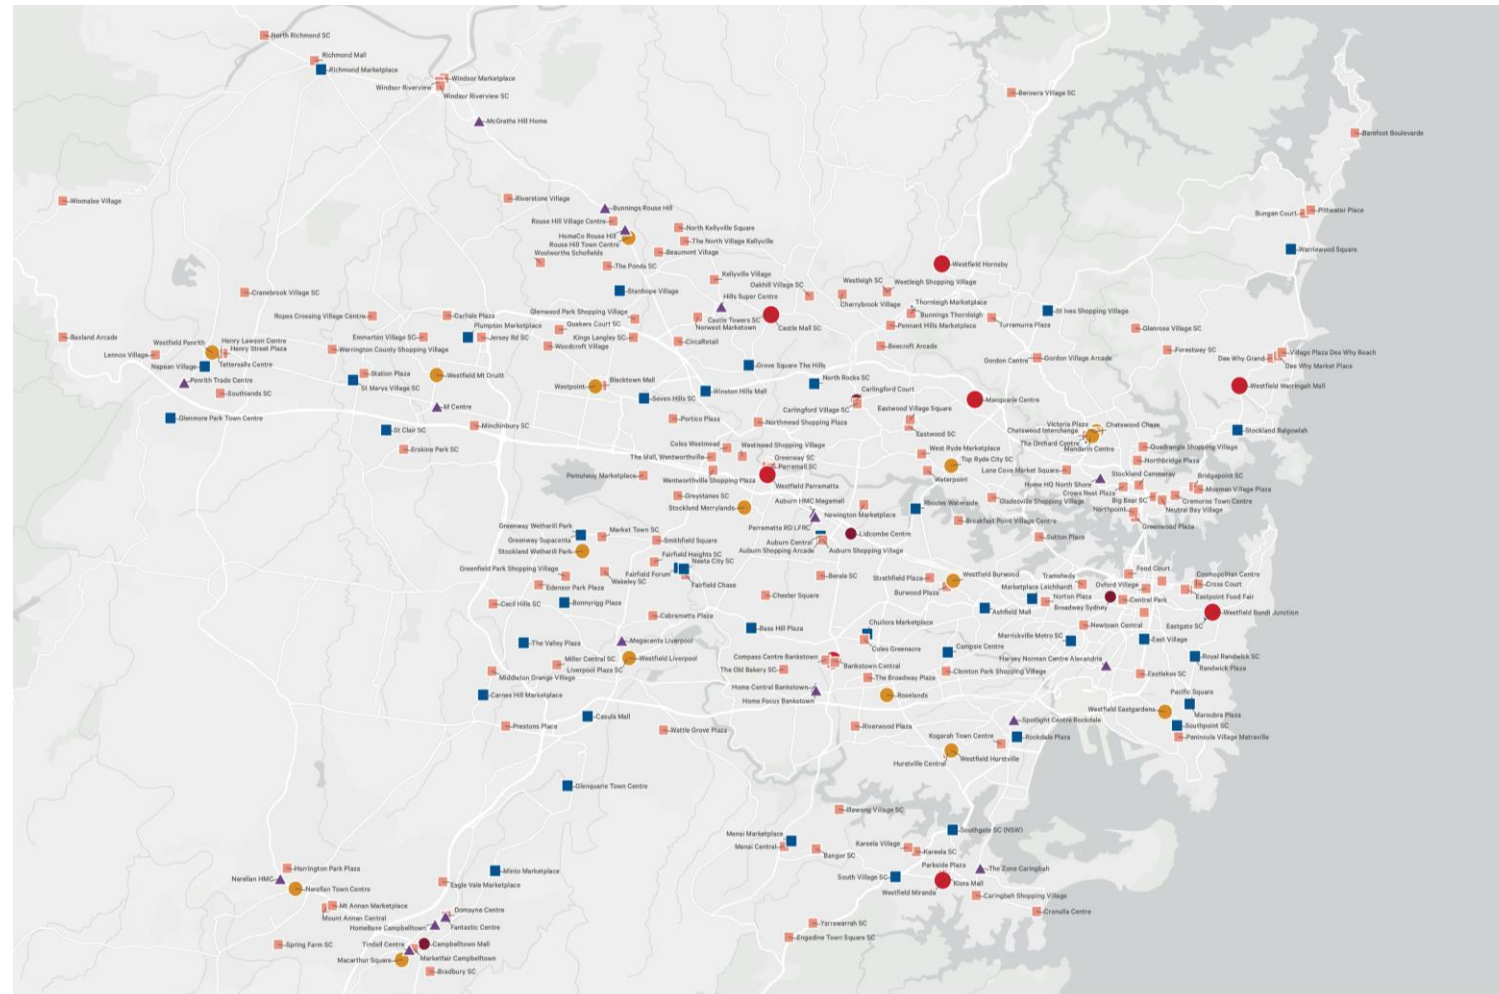 North Richmond SC
Richmond Mall
Richmond Marketplace
Windsor Marketplace
Windsor Riverview
Windsor Riverview SC
McGraths Hill Home
Berowra Village SC
Barefoot Boulevarde
Winmalee Village
Riverstone Village
Bunnings Rouse Hill
Rouse Hill Village Centre
HomeCo Rouse Hill
Rouse Hill Town Centre
Woolworths Schofields
The Ponds SC
North Kellyville Square
The North Village Kellyville
Beaumont Village
Bungan Court
Pittwater Place
Warriewood Square
Westfield Hornsby
Kellyville Village
Oakhill Village SC
Westleigh SC
Westleigh Shopping Village
Cherrybrook Village
Stanhope Village
Cranebrook Village SC
Hills Super Centre
Thornleigh Marketplace
Bunnings Thornleigh
Pennant Hills Marketplace
Turramurra Plaza
St Ives Shopping Village
Glenrose SC
Ropes Crossing Village Centre
Carlisle Plaza
Glenwood Park Shopping Village
Castle Towers SC
Norwest Marketown
Castle Mall SC
Quakers Court SC
Plumpton Marketplace
Emmerton Village SC
Jersey Rd SC
Kings Langley SC
Woodcroft Village
CircaRetail
Beecroft Arcade
Forestway SC
Village Plaza Dee Why Beach
Dee Why Grand
Dee Why Market Place
Gordon Centre
Gordon Village Arcade
Boxland Arcade
Westfield Penrith
Henry Lawson Centre
Henry Street Plaza
Lennox Village
Nepean Village
Tattersalls Centre
Werrington County Shopping Village
Penrith Trade Centre
Southlands SC
Station Plaza
St Marys Village SC
Westfield Mt Druitt
Westpoint
Blacktown Mall
Seven Hills SC
Grove Square The Hills
Winston Hills Mall
North Rocks SC
Carlingford Court
Carlingford Village SC
Macquarie Centre
Westfield Warringah Mall
Glenmore Park Town Centre
M Centre
St Clair SC
Minchinbury SC
Erskine Park SC
Portico Plaza
Northmead Shopping Plaza
Eastwood Village Square
Eastwood SC
Victoria Plaza
Chatswood Chase
Chatswood Interchange
The Orchard Centre
Mandarin Centre
Stockland Balgowlah
Coles Westmead
Westmead Shopping Village
The Mall, Wentworthville
Greenway SC
Parramall SC
Wentworthville Shopping Plaza
Westfield Parramatta
Pemulwuy Marketplace
West Ryde Marketplace
Top Ryde City SC
Waterpoint
Lane Cove Market Square
Quadrangle Shopping Village
Northbridge Plaza
Stockland Cammeray
Home HQ North Shore
Crows Nest Plaza
Bridgepoint SC
Mosman Village Plaza
Cremorne Town Centre
Big Bear SC
Neutral Bay Village
Northpoint
Greenwood Plaza
Greystanes SC
Stockland Merrylands
Auburn HMC Megamall
Newington Marketplace
Rhodes Waterside
Gladesville Shopping Village
Parramatta RD LFRC
Lidcombe Centre
Breakfast Point Village Centre
Auburn Central
Auburn Shopping Arcade
Auburn Shopping Village
Sutton Place
Greenway Wetherill Park
Greenway Supacenta
Market Town SC
Smithfield Square
Stockland Wetherill Park
Fairfield Heights SC
Neeta City SC
Greenfield Park Shopping Village
Wakeley SC
Fairfield Forum
Fairfield Chase
Edensor Park Plaza
Berala SC
Strathfield Plaza
Westfield Burwood
Burwood Plaza
Tramsheds
Food Court
Cosmopolitan Centre
Cross Court
Marketplace Leichhardt
Oxford Village
Eastpoint Food Fair
Norton Plaza
Central Park
Broadway Sydney
Ashfield Mall
Westfield Bondi Junction
Eastgate SC
Cecil Hills SC
Bonnyrigg Plaza
Chester Square
Cabramatta Plaza
Bass Hill Plaza
Chullora Marketplace
Coles Greenacre
Newtown Central
Marrickville Metro SC
East Village
The Valley Plaza
Megacenta Liverpool
Campsie Centre
Harvey Norman Centre Alexandria
Royal Randwick SC
Randwick Plaza
Miller Central SC
Liverpool Plaza SC
Westfield Liverpool
Compass Centre Bankstown
Bankstown Central
The Old Bakery SC
Clemton Park Shopping Village
Middleton Grange Village
The Broadway Plaza
Eastlakes SC
Home Central Bankstown
Home Focus Bankstown
Roselands
Carnes Hill Marketplace
Pacific Square
Westfield Eastgardens
Maroubra Plaza
Casula Mall
Prestons Place
Wattle Grove Plaza
Riverwood Plaza
Spotlight Centre Rockdale
Southpoint SC
Peninsula Village Matraville
Kogarah Town Centre
Rockdale Plaza
Hurstville Central
Westfield Hurstville
Glenquarie Town Centre
Illawong Village SC
Menai Marketplace
Menai Central
Bangor SC
Southgate SC (NSW)
Kareela Village
Kareela SC
Parkside Plaza
The Zone Caringbah
South Village SC
Westfield Miranda
Kiora Mall
Caringbah Shopping Village
Cronulla Centre
Harrington Park Plaza
Narellan HMC
Narellan Town Centre
Minto Marketplace
Eagle Vale Marketplace
Mt Annan Marketplace
Mount Annan Central
Domayne Centre
HomeBase Campbelltown
Fantastic Centre
Yarrawarrah SC
Engadine Town Square SC
Spring Farm SC
Tindall Centre
Campbelltown Mall
Macarthur Square
Marketfair Campbelltown
Bradbury SC